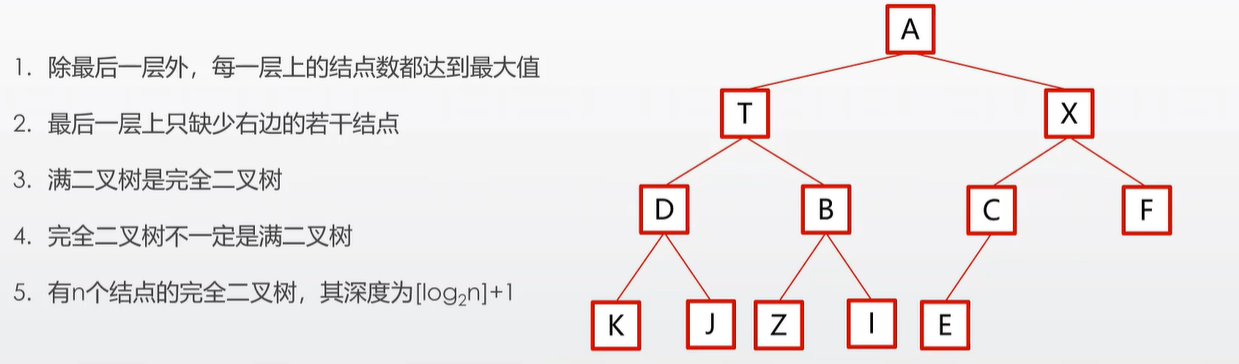 1. 除最后一层外，每一层上的结点数都达到最大值
2. 最后一层上只缺少右边的若干结点
3. 满二叉树是完全二叉树
4. 完全二叉树不一定是满二叉树
5. 有n个结点的完全二叉树，其深度为[log₂n]+1
A
T X
D B C F
K J Z I E